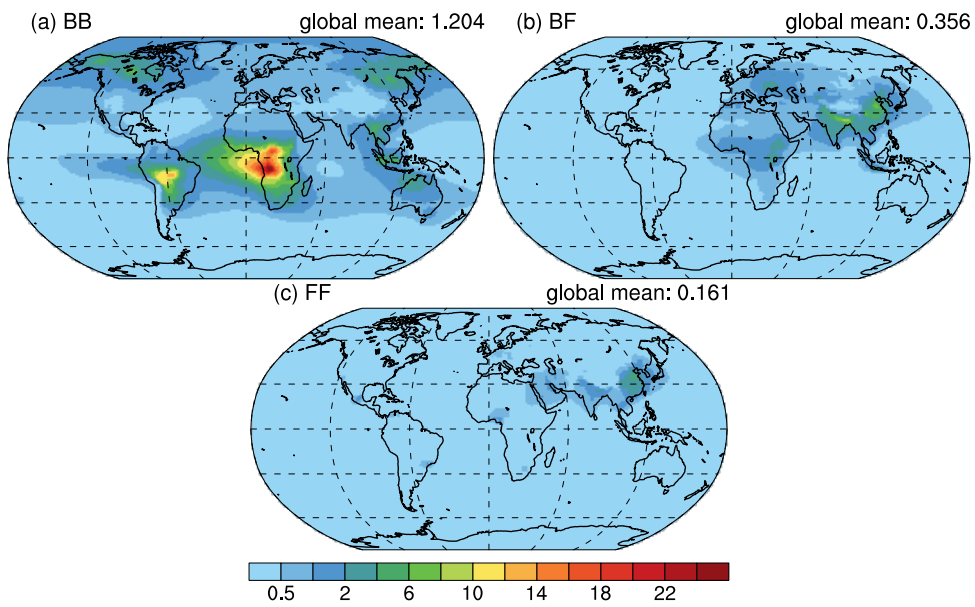 (a) BB global mean: 1.204
(b) BF global mean: 0.356
(c) FF global mean: 0.161
0.5 2 6 10 14 18 22